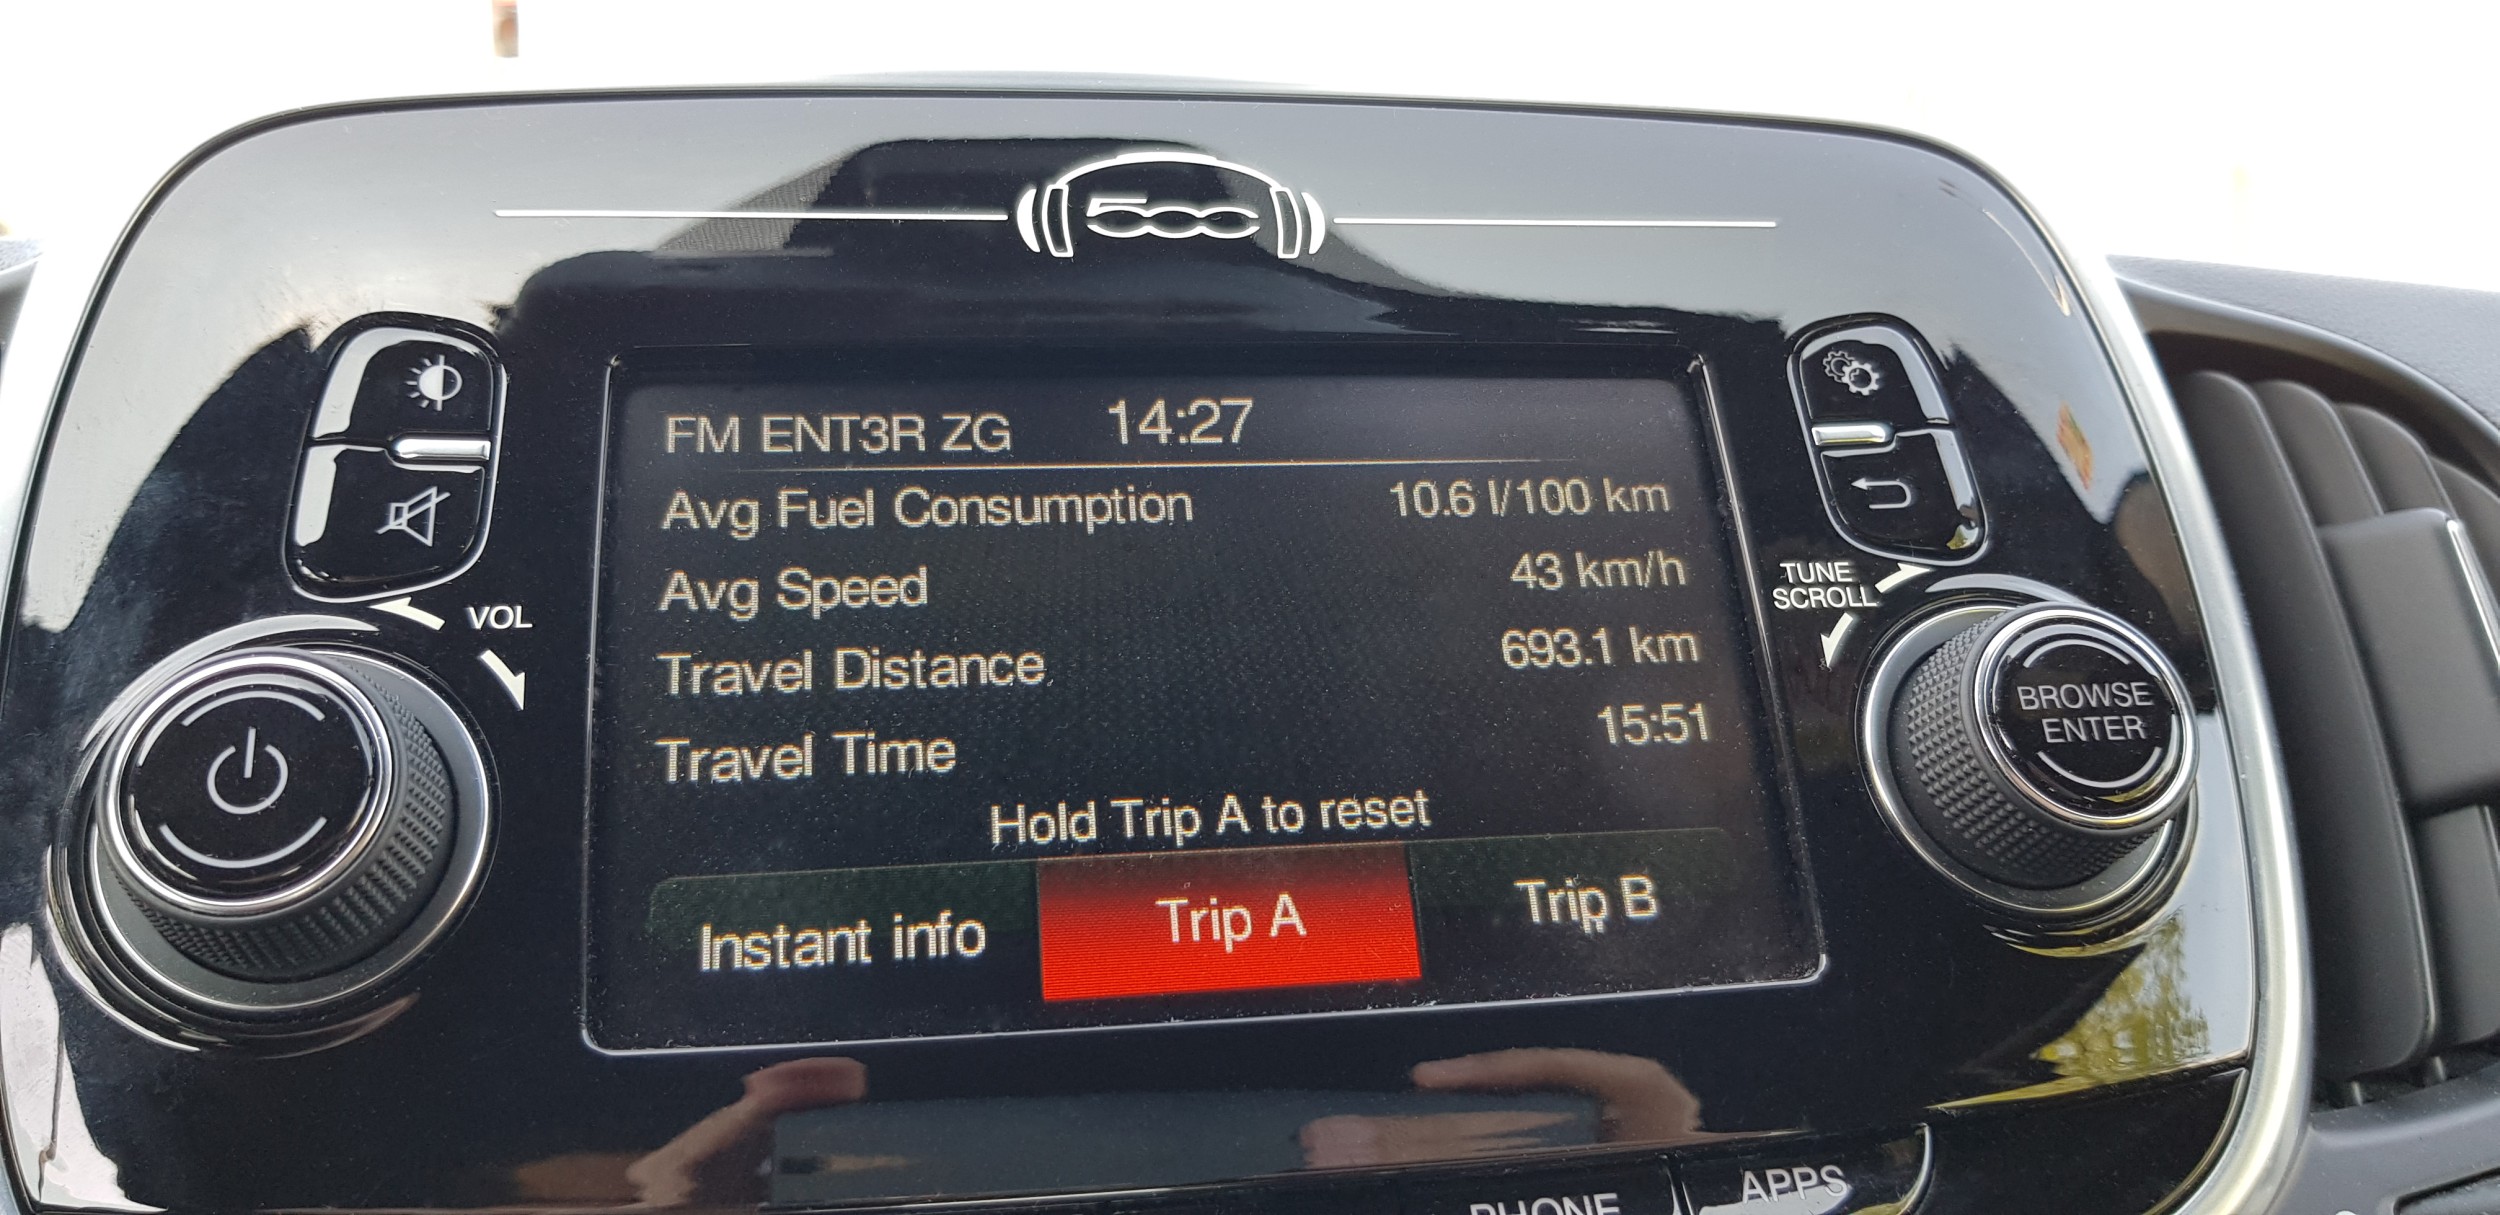 500
FM ENT3R ZG 14:27
Avg Fuel Consumption 10.6 l/100 km
Avg Speed 43 km/h
Travel Distance 693.1 km
Travel Time 15:51
Hold Trip A to reset
Instant info Trip A Trip B
VOL
TUNE
SCROLL
BROWSE
ENTER
PHONE
APPS